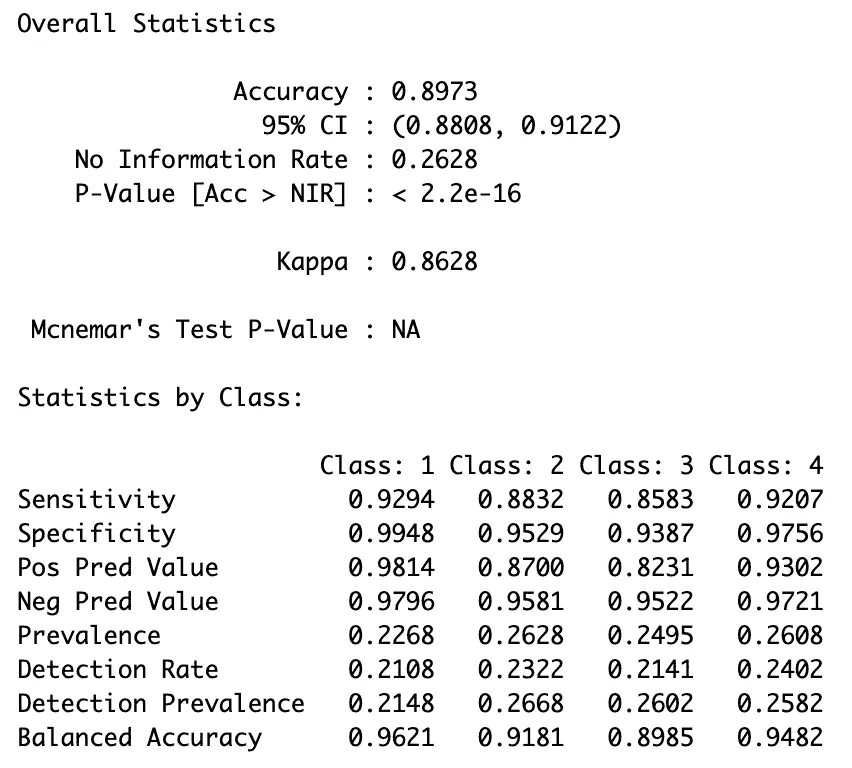 Overall Statistics
Accuracy : 0.8973
95% CI : (0.8808, 0.9122)
No Information Rate : 0.2628
P-Value [Acc > NIR] : < 2.2e-16
Kappa : 0.8628
Mcnemar's Test P-Value : NA
Statistics by Class:
Class: 1 Class: 2 Class: 3 Class: 4
Sensitivity 0.9294 0.8832 0.8583 0.9207
Specificity 0.9948 0.9529 0.9387 0.9756
Pos Pred Value 0.9814 0.8700 0.8231 0.9302
Neg Pred Value 0.9796 0.9581 0.9522 0.9721
Prevalence 0.2268 0.2628 0.2495 0.2608
Detection Rate 0.2108 0.2322 0.2141 0.2402
Detection Prevalence 0.2148 0.2668 0.2602 0.2582
Balanced Accuracy 0.9621 0.9181 0.8985 0.9482